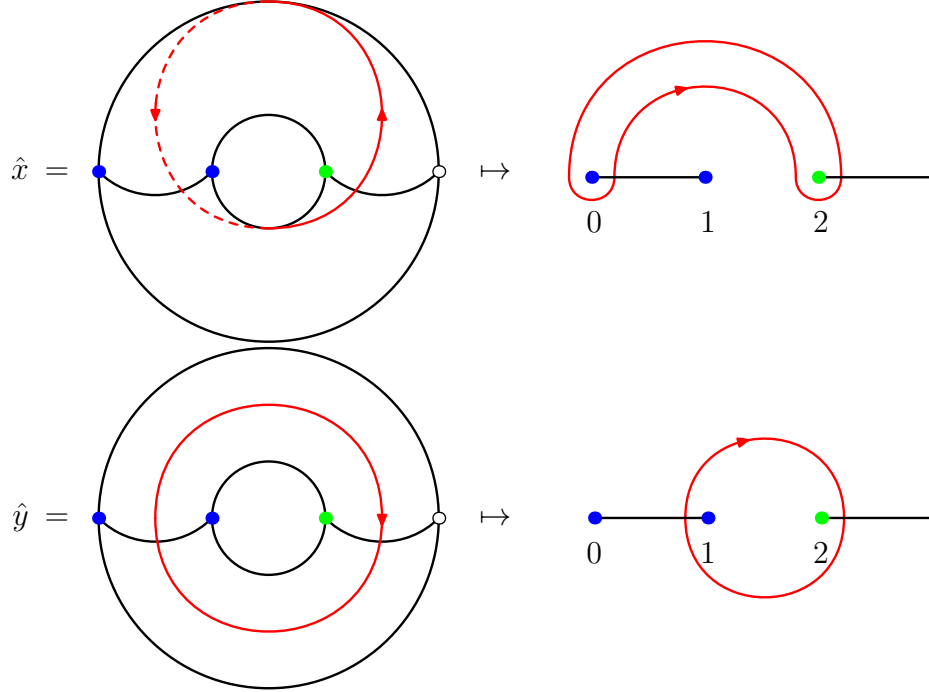 x̂ = ↦
0 1 2
ŷ = ↦
0 1 2